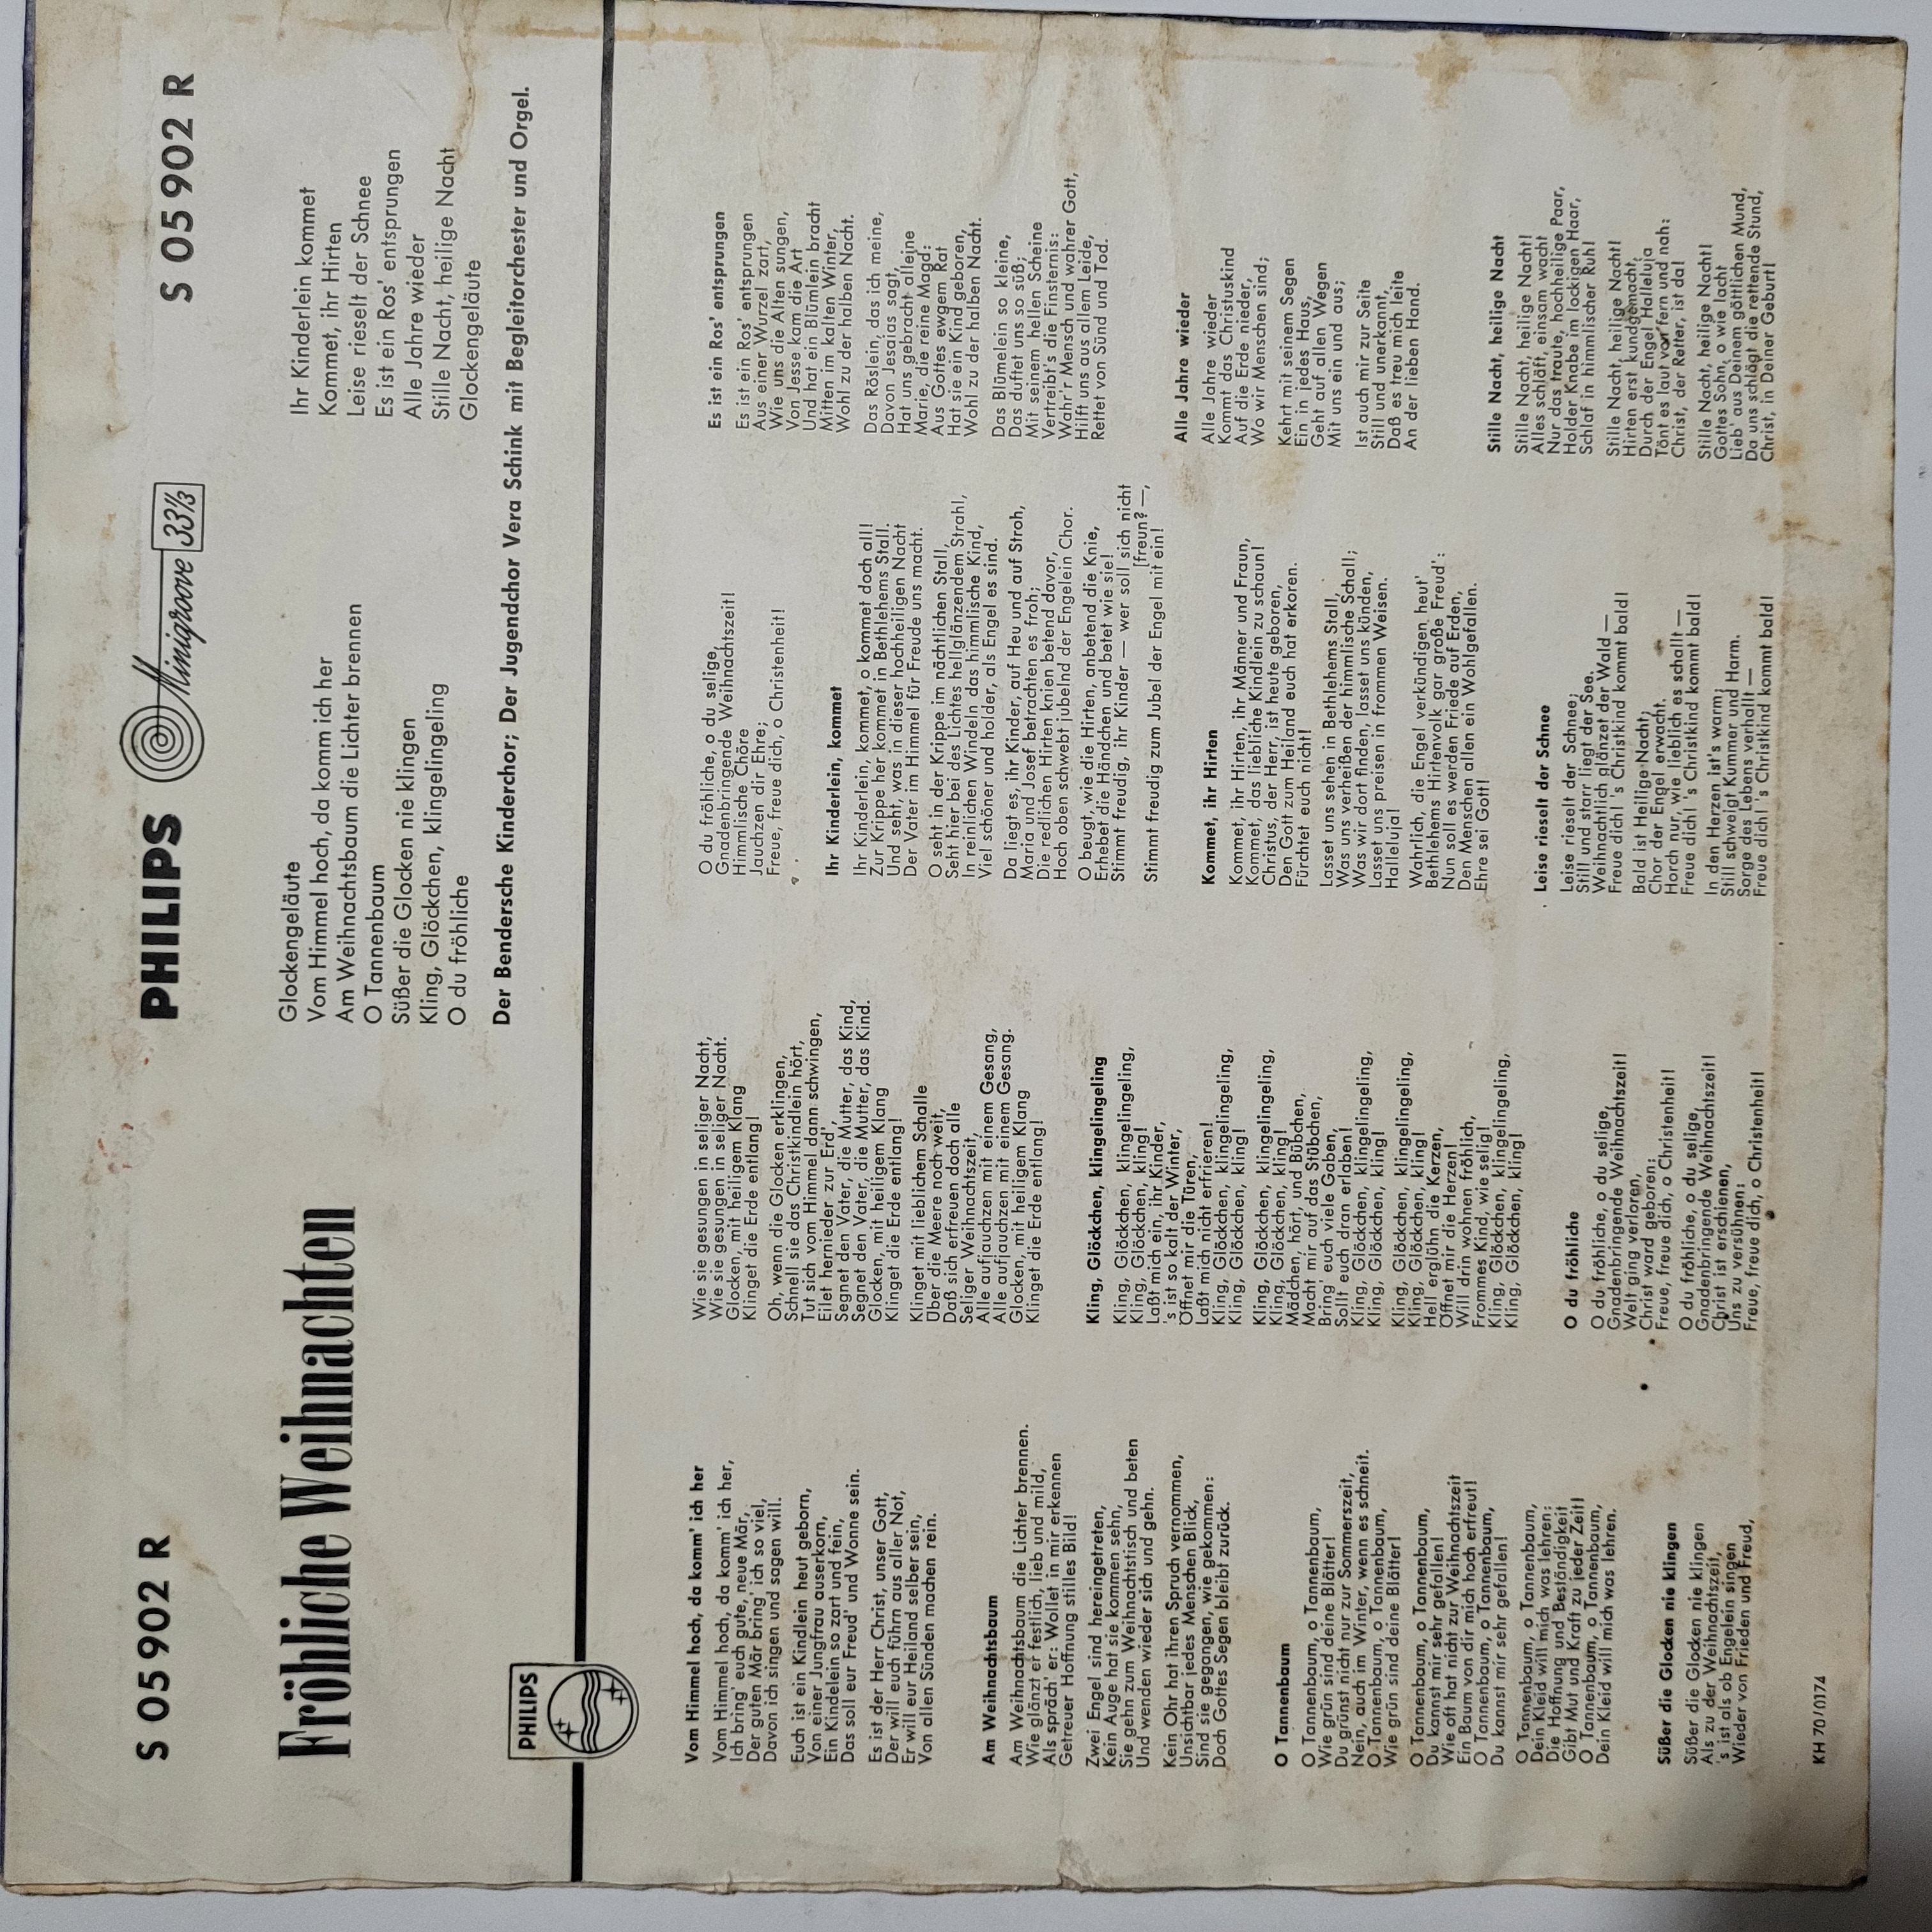 S 05 902 R
PHILIPS
Minigroove 33⅓
S 05 902 R
Fröhliche Weihnachten
Glockengeläute
Vom Himmel hoch, da komm ich her
Am Weihnachtsbaum die Lichter brennen
O Tannenbaum
Süßer die Glocken nie klingen
Kling, Glöckchen, klingelingeling
O du fröhliche
Ihr Kinderlein kommet
Kommet, ihr Hirten
Leise rieselt der Schnee
Es ist ein Ros' entsprungen
Alle Jahre wieder
Stille Nacht, heilige Nacht
Glockengeläute
Der Bendersche Kinderchor; Der Jugendchor Vera Schink mit Begleitorchester und Orgel.
PHILIPS
Vom Himmel hoch, da komm' ich her
Vom Himmel hoch, da komm' ich her,
Ich bring' euch gute, neue Mär,
Der guten Mär bring' ich so viel,
Davon ich singen und sagen will.
Euch ist ein Kindlein heut geborn,
Von einer Jungfrau auserkorn,
Ein Kindelein so zart und fein,
Das soll eur Freud' und Wonne sein.
Es ist der Herr Christ, unser Gott,
Der will euch führn aus aller Not,
Er will eur Heiland selber sein,
Von allen Sünden machen rein.
Am Weihnachtsbaum
Am Weihnachtsbaum die Lichter brennen.
Wie glänzt er festlich, lieb und mild,
Als spräch' er: Wollet in mir erkennen
Getreuer Hoffnung stilles Bild!
Zwei Engel sind hereingetreten,
Kein Auge hat sie kommen sehn,
Sie gehn zum Weihnachtstisch und beten
Und wenden wieder sich und gehn.
Kein Ohr hat ihren Spruch vernommen,
Unsichtbar jedes Menschen Blick,
Sind sie gegangen, wie gekommen:
Doch Gottes Segen bleibt zurück.
O Tannenbaum
O Tannenbaum, o Tannenbaum,
Wie grün sind deine Blätter!
Du grünst nicht nur zur Sommerszeit,
Nein, auch im Winter, wenn es schneit.
O Tannenbaum, o Tannenbaum,
Wie grün sind deine Blätter!
O Tannenbaum, o Tannenbaum,
Du kannst mir sehr gefallen!
Wie oft hat nicht zur Weihnachtszeit
Ein Baum von dir mich hoch erfreut!
O Tannenbaum, o Tannenbaum,
Du kannst mir sehr gefallen!
O Tannenbaum, o Tannenbaum,
Dein Kleid will mich was lehren:
Die Hoffnung und Beständigkeit
Gibt Mut und Kraft zu jeder Zeit!
O Tannenbaum, o Tannenbaum,
Dein Kleid will mich was lehren.
Süßer die Glocken nie klingen
Süßer die Glocken nie klingen
Als zu der Weihnachtszeit,
's ist als ob Engelein singen
Wieder von Frieden und Freud,
Wie sie gesungen in seliger Nacht,
Wie sie gesungen in seliger Nacht.
Glocken, mit heiligem Klang
Klinget die Erde entlang!
Oh, wenn die Glocken erklingen,
Schnell sie das Christkindlein hört,
Tut sich vom Himmel dann schwingen,
Eilet hernieder zur Erd',
Segnet den Vater, die Mutter, das Kind,
Segnet den Vater, die Mutter, das Kind.
Glocken, mit heiligem Klang
Klinget die Erde entlang!
Klinget mit lieblichem Schalle
Über die Meere noch weit,
Daß sich erfreuen doch alle
Seliger Weihnachtszeit,
Alle aufjauchzen mit einem Gesang,
Alle aufjauchzen mit einem Gesang.
Glocken, mit heiligem Klang
Klinget die Erde entlang!
Kling, Glöckchen, klingelingeling
Kling, Glöckchen, klingelingeling,
Kling, Glöckchen, kling!
Laßt mich ein, ihr Kinder,
's ist so kalt der Winter,
Öffnet mir die Türen,
Laßt mich nicht erfrieren!
Kling, Glöckchen, klingelingeling,
Kling, Glöckchen, kling!
Kling, Glöckchen, klingelingeling,
Kling, Glöckchen, kling!
Mädchen, hört, und Bübchen,
Macht mir auf das Stübchen,
Bring' euch viele Gaben,
Sollt euch dran erlaben!
Kling, Glöckchen, klingelingeling,
Kling, Glöckchen, kling!
Kling, Glöckchen, klingelingeling,
Kling, Glöckchen, kling!
Hell erglühn die Kerzen,
Öffnet mir die Herzen!
Will drin wohnen fröhlich,
Frommes Kind, wie selig!
Kling, Glöckchen, klingelingeling,
Kling, Glöckchen, kling!
O du fröhliche
O du fröhliche, o du selige,
Gnadenbringende Weihnachtszeit!
Welt ging verloren,
Christ ward geboren:
Freue, freue dich, o Christenheit!
O du fröhliche, o du selige,
Gnadenbringende Weihnachtszeit!
Christ ist erschienen,
Uns zu versühnen:
Freue, freue dich, o Christenheit!
O du fröhliche, o du selige,
Gnadenbringende Weihnachtszeit!
Himmlische Chöre
Jauchzen dir Ehre;
Freue, freue dich, o Christenheit!
Ihr Kinderlein, kommet
Ihr Kinderlein, kommet, o kommet doch all!
Zur Krippe her kommet in Bethlehems Stall.
Und seht, was in dieser hochheiligen Nacht
Der Vater im Himmel für Freude uns macht.
O seht in der Krippe im nächtlichen Stall,
Seht hier bei des Lichtes hellglänzendem Strahl,
In reinlichen Windeln das himmlische Kind,
Viel schöner und holder, als Engel es sind.
Da liegt es, ihr Kinder, auf Heu und auf Stroh,
Maria und Josef betrachten es froh;
Die redlichen Hirten knien betend davor,
Hoch oben schwebt jubelnd der Engelein Chor.
O beugt, wie die Hirten, anbetend die Knie,
Erhebet die Händchen und betet wie sie!
Stimmt freudig, ihr Kinder — wer soll sich nicht
[freun? —,
Stimmt freudig zum Jubel der Engel mit ein!
Kommet, ihr Hirten
Kommet, ihr Hirten, ihr Männer und Fraun,
Kommet, das liebliche Kindlein zu schaun!
Christus, der Herr, ist heute geboren,
Den Gott zum Heiland euch hat erkoren.
Fürchtet euch nicht!
Lasset uns sehen in Bethlehems Stall,
Was uns verheißen der himmlische Schall;
Was wir dort finden, lasset uns künden,
Lasset uns preisen in frommen Weisen.
Halleluja!
Wahrlich, die Engel verkündigen heut'
Bethlehems Hirtenvolk gar große Freud':
Nun soll es werden Friede auf Erden,
Den Menschen allen ein Wohlgefallen.
Ehre sei Gott!
Leise rieselt der Schnee
Leise rieselt der Schnee;
Still und starr liegt der See.
Weihnachtlich glänzet der Wald —
Freue dich! 's Christkind kommt bald!
Bald ist Heilige Nacht;
Chor der Engel erwacht.
Horch nur, wie lieblich es schallt —
Freue dich! 's Christkind kommt bald!
In den Herzen ist's warm;
Still schweigt Kummer und Harm.
Sorge des Lebens verhallt —
Freue dich! 's Christkind kommt bald!
Es ist ein Ros' entsprungen
Es ist ein Ros' entsprungen
Aus einer Wurzel zart,
Wie uns die Alten sungen,
Von Jesse kam die Art
Und hat ein Blümlein bracht
Mitten im kalten Winter,
Wohl zu der halben Nacht.
Das Röslein, das ich meine,
Davon Jesaias sagt,
Hat uns gebracht alleine
Marie, die reine Magd:
Aus Gottes ewgem Rat
Hat sie ein Kind geboren,
Wohl zu der halben Nacht.
Das Blümelein so kleine,
Das duftet uns so süß;
Mit seinem hellen Scheine
Vertreibt's die Finsternis:
Wahr'r Mensch und wahrer Gott,
Hilft uns aus allem Leide,
Rettet von Sünd und Tod.
Alle Jahre wieder
Alle Jahre wieder
Kommt das Christuskind
Auf die Erde nieder,
Wo wir Menschen sind;
Kehrt mit seinem Segen
Ein in jedes Haus,
Geht auf allen Wegen
Mit uns ein und aus;
Ist auch mir zur Seite
Still und unerkannt,
Daß es treu mich leite
An der lieben Hand.
Stille Nacht, heilige Nacht
Stille Nacht, heilige Nacht!
Alles schläft, einsam wacht
Nur das traute, hochheilige Paar,
Holder Knabe im lockigen Haar,
Schlaf in himmlischer Ruh!
Stille Nacht, heilige Nacht!
Hirten erst kundgemacht,
Durch der Engel Halleluja
Tönt es laut von fern und nah:
Christ, der Retter, ist da!
Stille Nacht, heilige Nacht!
Gottes Sohn, o wie lacht
Lieb' aus Deinem göttlichen Mund,
Da uns schlägt die rettende Stund,
Christ, in Deiner Geburt!
KH 70/0174